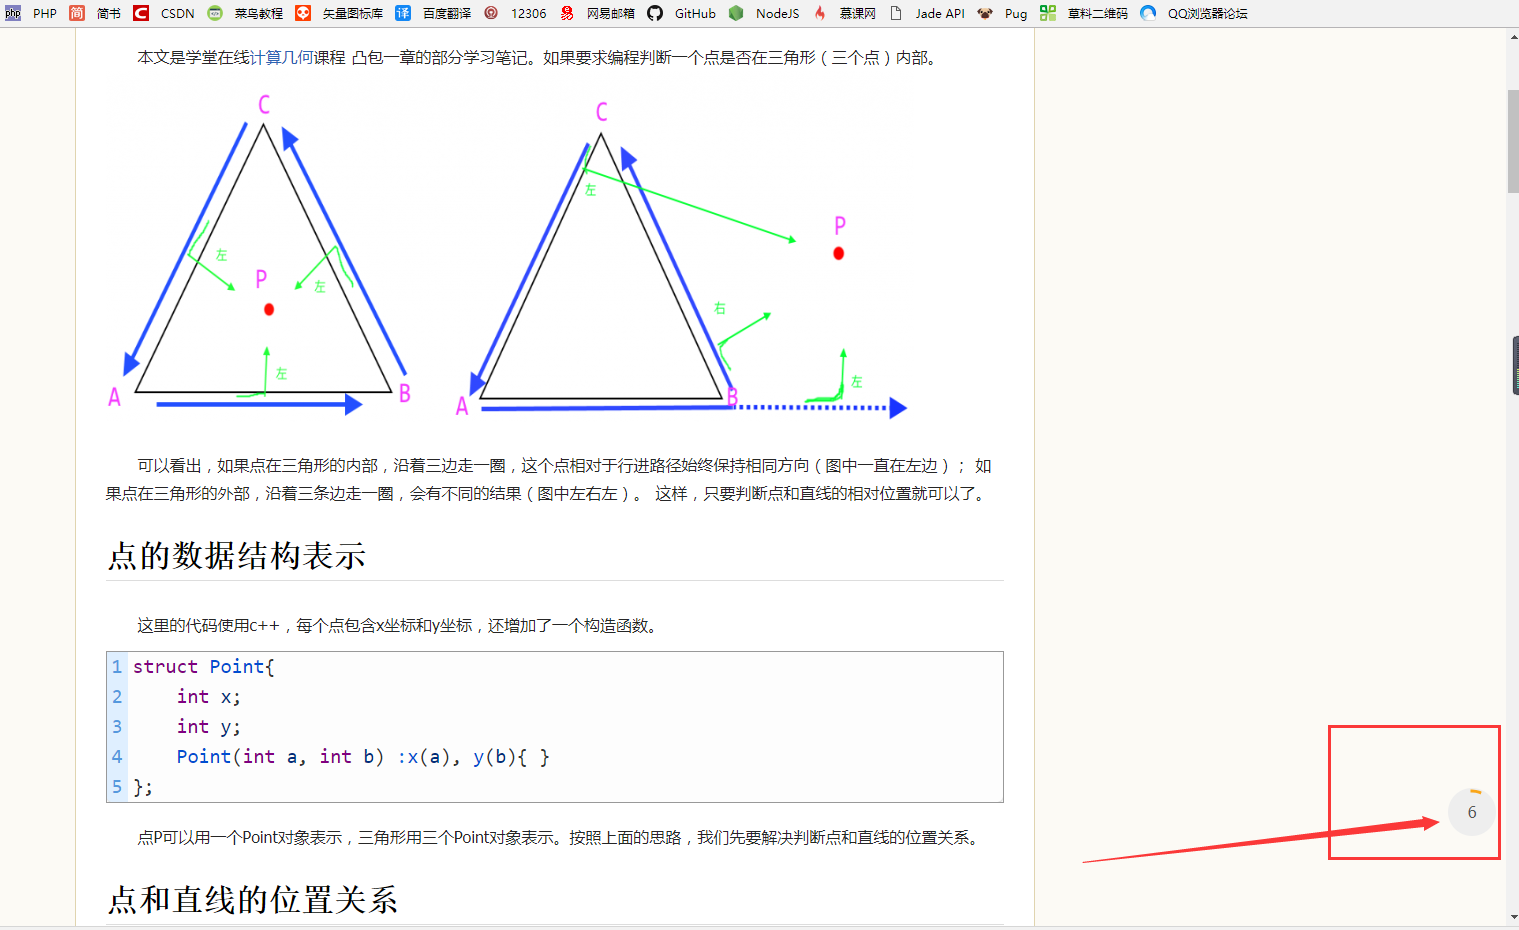 php PHP 简 简书 C CSDN 菜鸟教程 矢量图标库 译 百度翻译 12306 易 网易邮箱 GitHub NodeJS 慕课网 Jade API Pug 草料二维码 QQ浏览器论坛
本文是学堂在线计算几何课程 凸包一章的部分学习笔记。如果要求编程判断一个点是否在三角形（三个点）内部。
C
左
P
左
左
A
B
C
左
P
右
左
A
B
可以看出，如果点在三角形的内部，沿着三边走一圈，这个点相对于行进路径始终保持相同方向（图中一直在左边）； 如
果点在三角形的外部，沿着三条边走一圈，会有不同的结果（图中左右左）。 这样，只要判断点和直线的相对位置就可以了。
点的数据结构表示
这里的代码使用c++，每个点包含x坐标和y坐标，还增加了一个构造函数。
1 struct Point{
2 int x;
3 int y;
4 Point(int a, int b) :x(a), y(b){ }
5 };
6
点P可以用一个Point对象表示，三角形用三个Point对象表示。按照上面的思路，我们先要解决判断点和直线的位置关系。
点和直线的位置关系